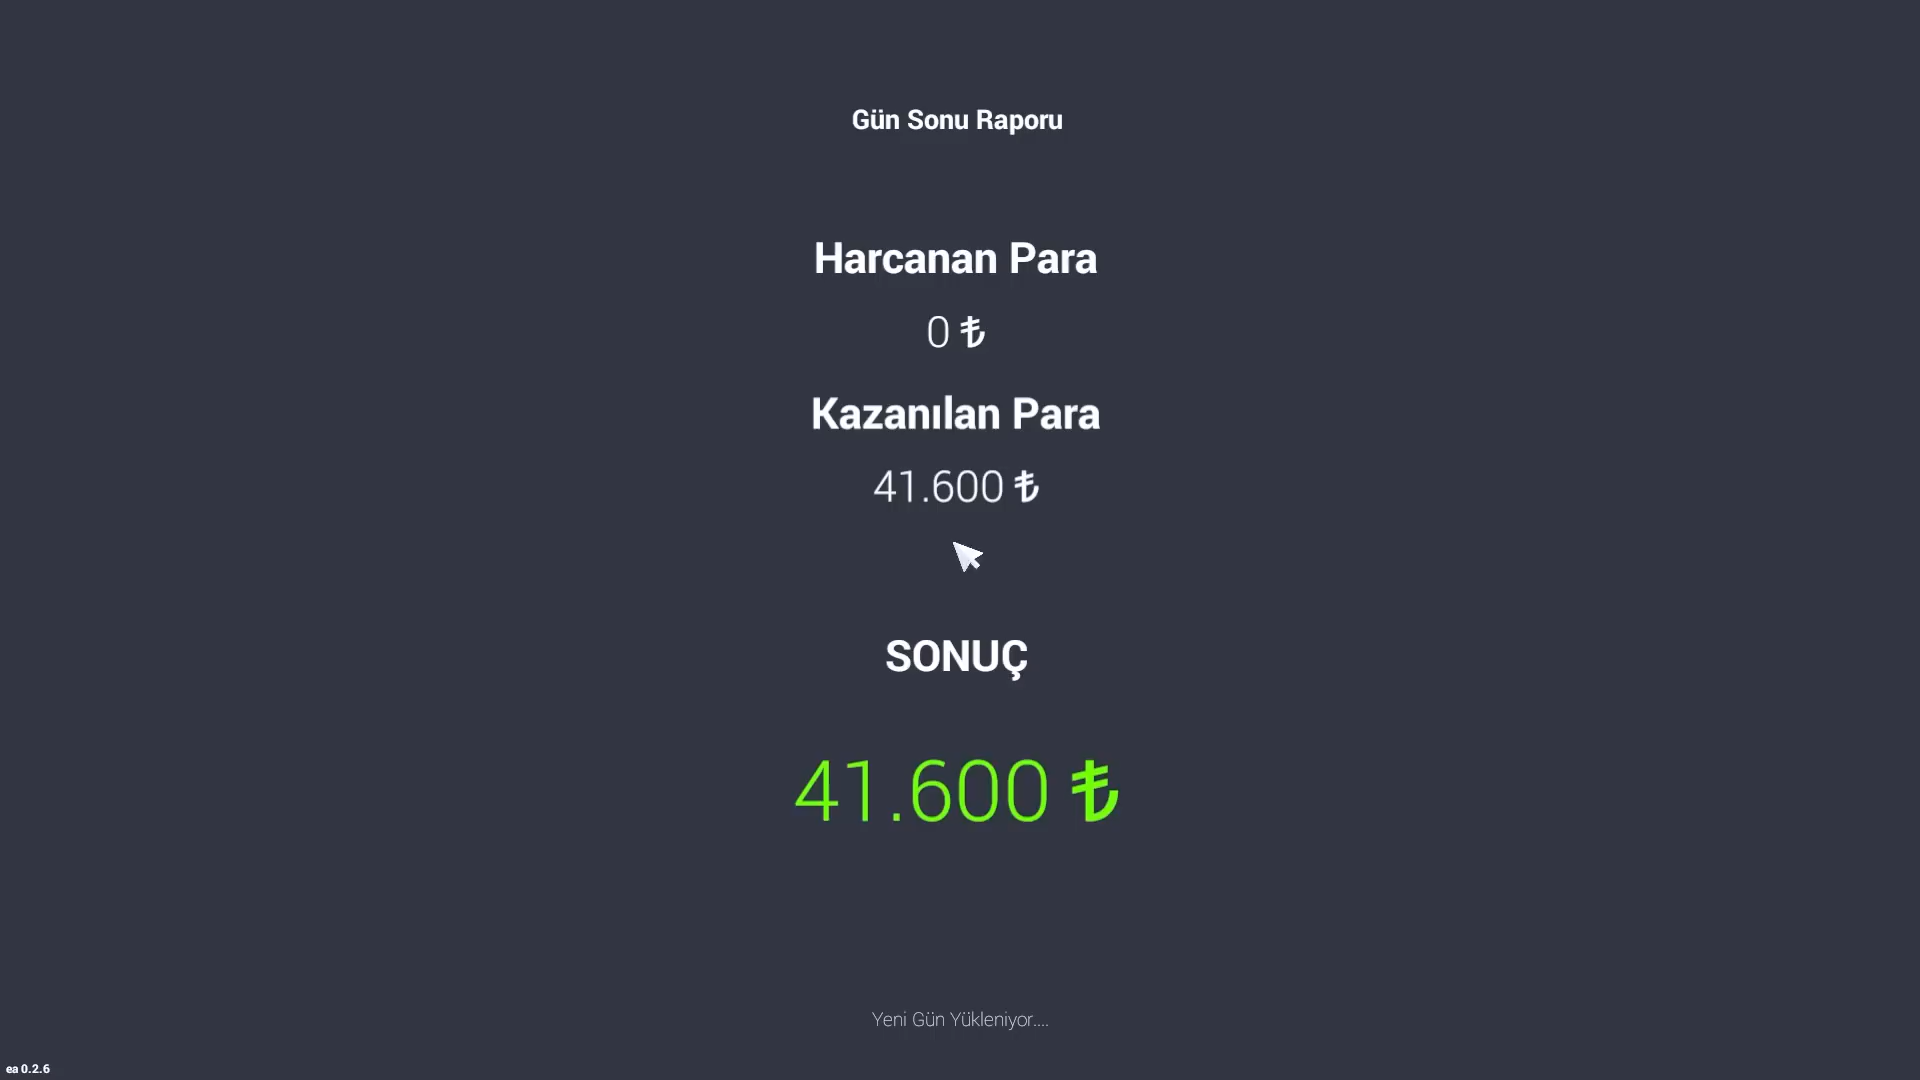 Gün Sonu Raporu
Harcanan Para
0 ₺
Kazanılan Para
41.600 ₺
SONUÇ
41.600 ₺
Yeni Gün Yükleniyor....
ea 0.2.6